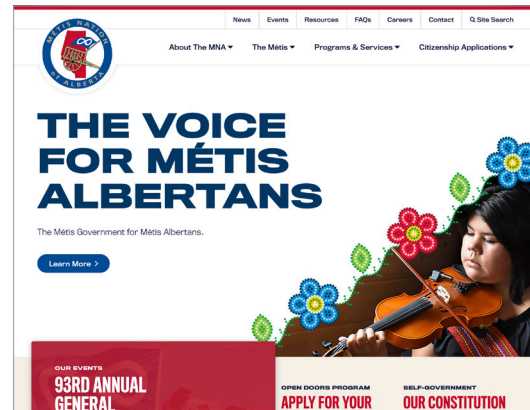 News Events Resources FAQs Careers Contact Site Search
MÉTIS NATION
of ALBERTA
About The MNA The Métis Programs & Services Citizenship Applications
THE VOICE
FOR MÉTIS
ALBERTANS
The Métis Government for Métis Albertans.
Learn More >
OUR EVENTS
93RD ANNUAL
GENERAL
OPEN DOORS PROGRAM
APPLY FOR YOUR
SELF-GOVERNMENT
OUR CONSTITUTION